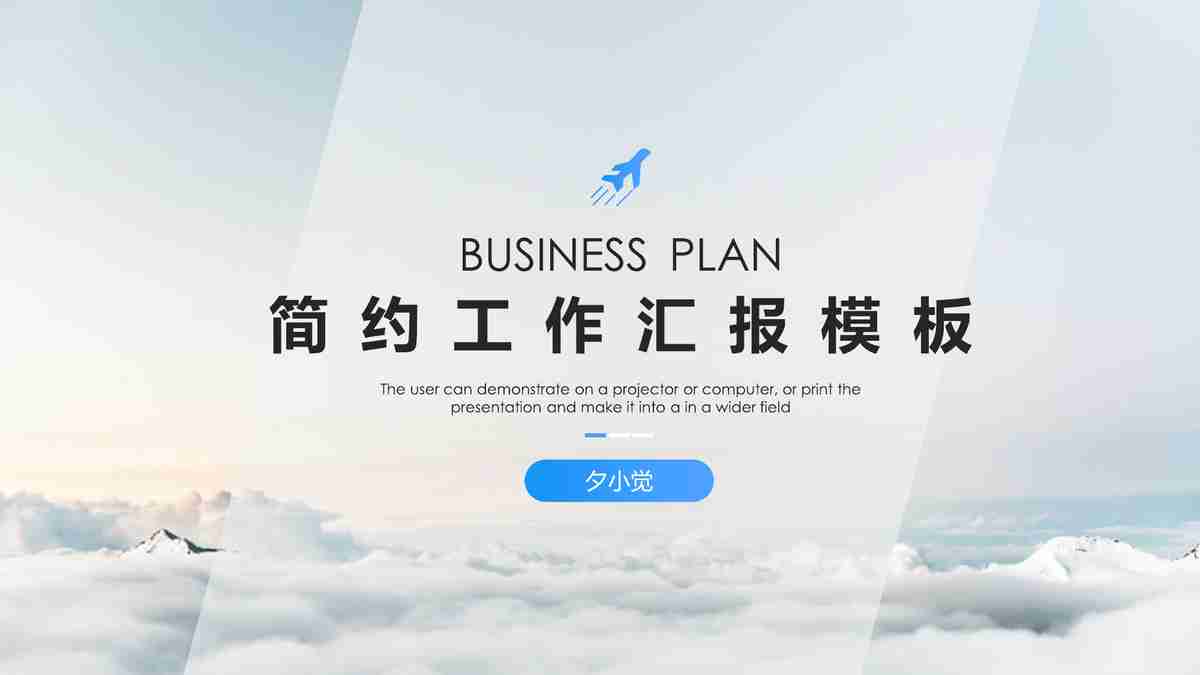 BUSINESS PLAN
简约工作汇报模板
The user can demonstrate on a projector or computer, or print the
presentation and make it into a in a wider field
夕小觉